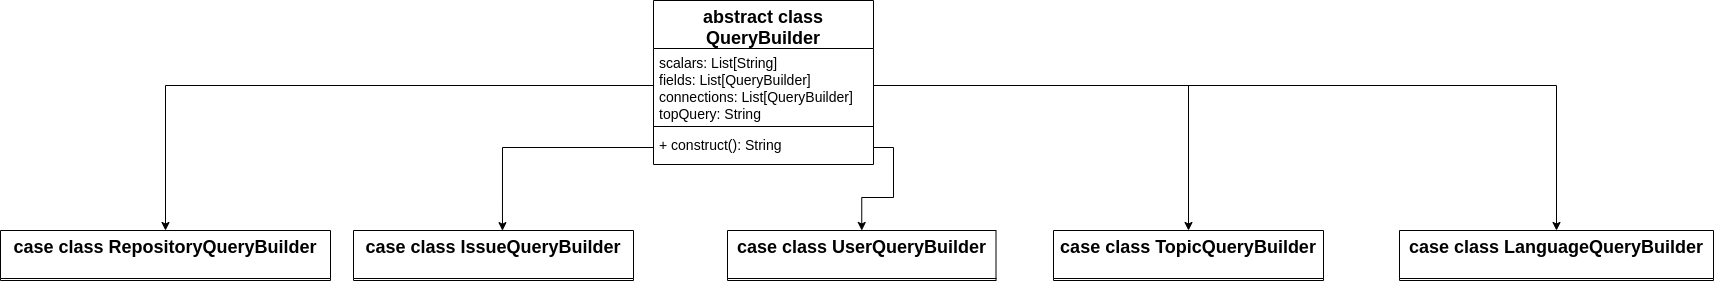 abstract class
QueryBuilder
scalars: List[String]
fields: List[QueryBuilder]
connections: List[QueryBuilder]
topQuery: String
+ construct(): String
case class RepositoryQueryBuilder
case class IssueQueryBuilder
case class UserQueryBuilder
case class TopicQueryBuilder
case class LanguageQueryBuilder